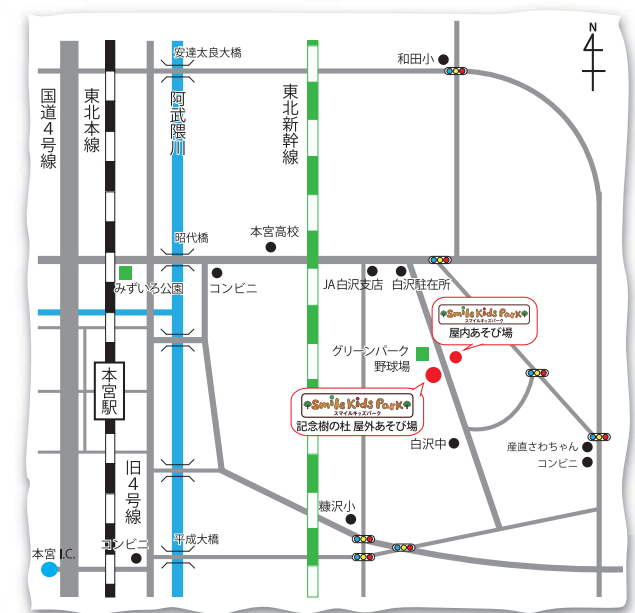 N
安達太良大橋
和田小
国道4号線
東北本線
阿武隈川
東北新幹線
昭代橋
本宮高校
みずいろ公園
コンビニ
JA白沢支店
白沢駐在所
Smile Kids Park
スマイルキッズパーク
屋内あそび場
グリーンパーク
野球場
本宮駅
Smile Kids Park
スマイルキッズパーク
記念樹の杜 屋外あそび場
白沢中
産直さわちゃん
コンビニ
旧4号線
糠沢小
平成大橋
本宮 I.C.
コンビニ